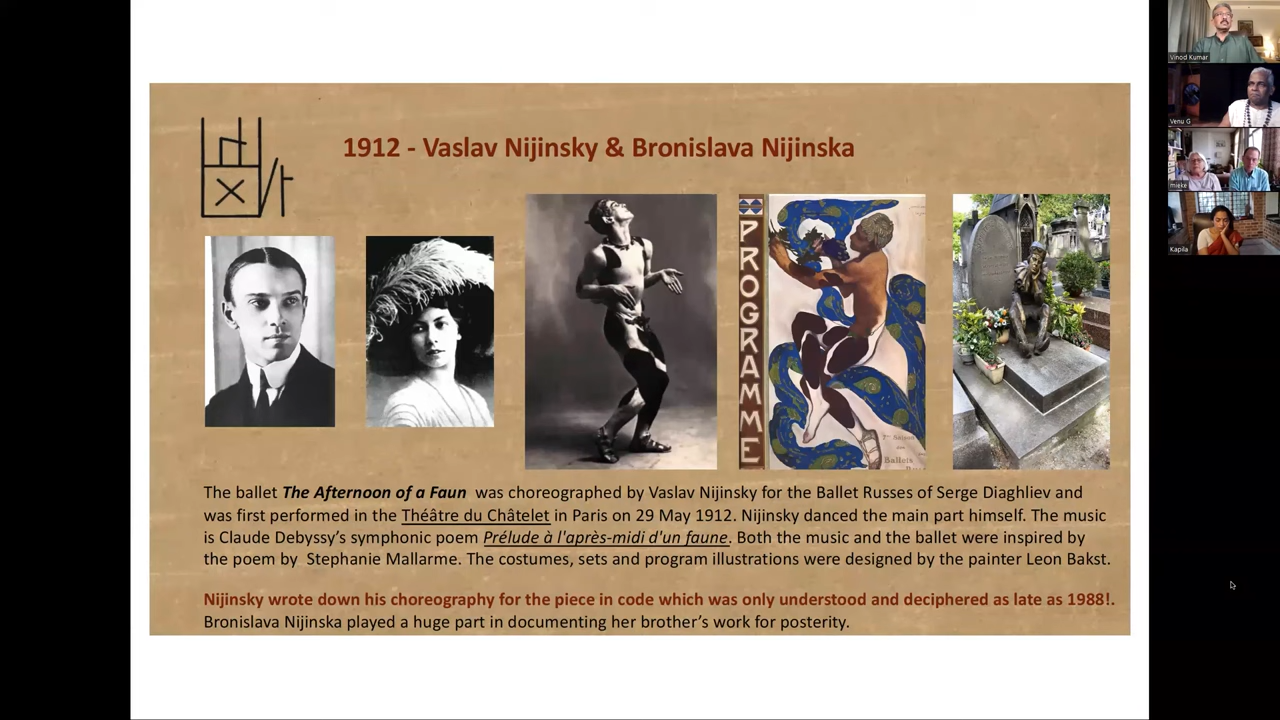 1912 - Vaslav Nijinsky & Bronislava Nijinska
PROGRAMME
Ballets
The ballet The Afternoon of a Faun was choreographed by Vaslav Nijinsky for the Ballet Russes of Serge Diaghliev and
was first performed in the Théâtre du Châtelet in Paris on 29 May 1912. Nijinsky danced the main part himself. The music
is Claude Debyssy’s symphonic poem Prélude à l'après-midi d'un faune. Both the music and the ballet were inspired by
the poem by Stephanie Mallarme. The costumes, sets and program illustrations were designed by the painter Leon Bakst.
Nijinsky wrote down his choreography for the piece in code which was only understood and deciphered as late as 1988!.
Bronislava Nijinska played a huge part in documenting her brother’s work for posterity.
Vinod Kumar
Venu G
mieke
Kapila